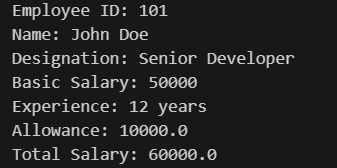 Employee ID: 101
Name: John Doe
Designation: Senior Developer
Basic Salary: 50000
Experience: 12 years
Allowance: 10000.0
Total Salary: 60000.0